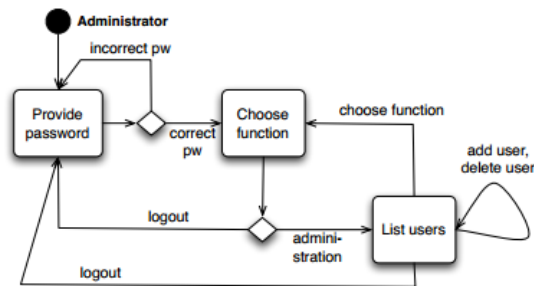 Administrator
incorrect pw
Provide
password
correct
pw
Choose
function
choose function
add user,
delete user
logout
admini-
stration
List users
logout